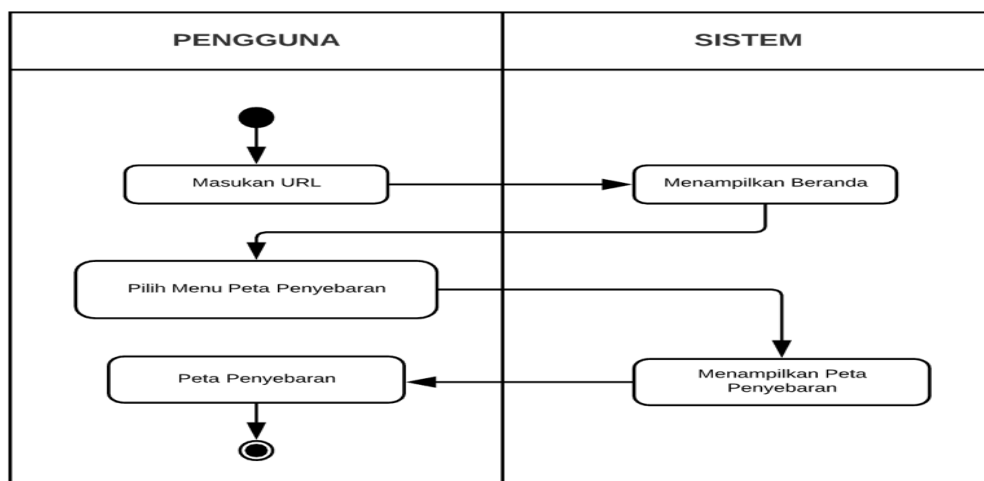 PENGGUNA
SISTEM
Masukan URL
Menampilkan Beranda
Pilih Menu Peta Penyebaran
Menampilkan Peta
Penyebaran
Peta Penyebaran